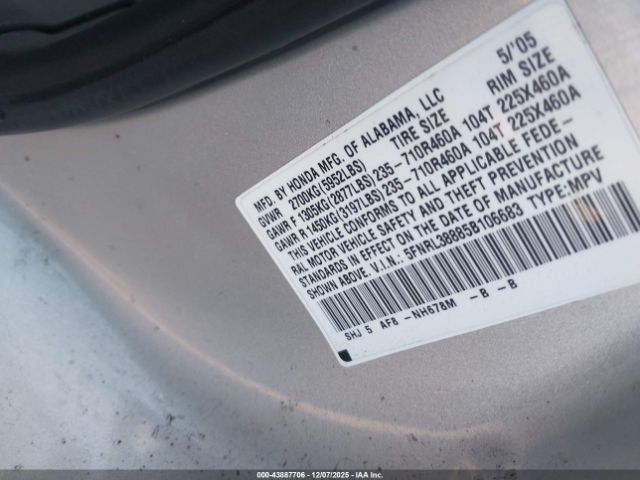 MFD. BY HONDA MFG. OF ALABAMA, LLC 5/'05
GVWR 2700KG(5952LBS) TIRE SIZE RIM SIZE
GAWR F 1305KG(2877LBS) 235-710R460A 104T 225X460A
GAWR R 1450KG(3197LBS) 235-710R460A 104T 225X460A
THIS VEHICLE CONFORMS TO ALL APPLICABLE FEDE-
RAL MOTOR VEHICLE SAFETY AND THEFT PREVENTION
STANDARDS IN EFFECT ON THE DATE OF MANUFACTURE
SHOWN ABOVE. V.I.N.: 5FNRL38885B106683 TYPE:MPV
SHJ 5 AF8 -NH678M -B -B
000-43887706 - 12/07/2025 - IAA Inc.